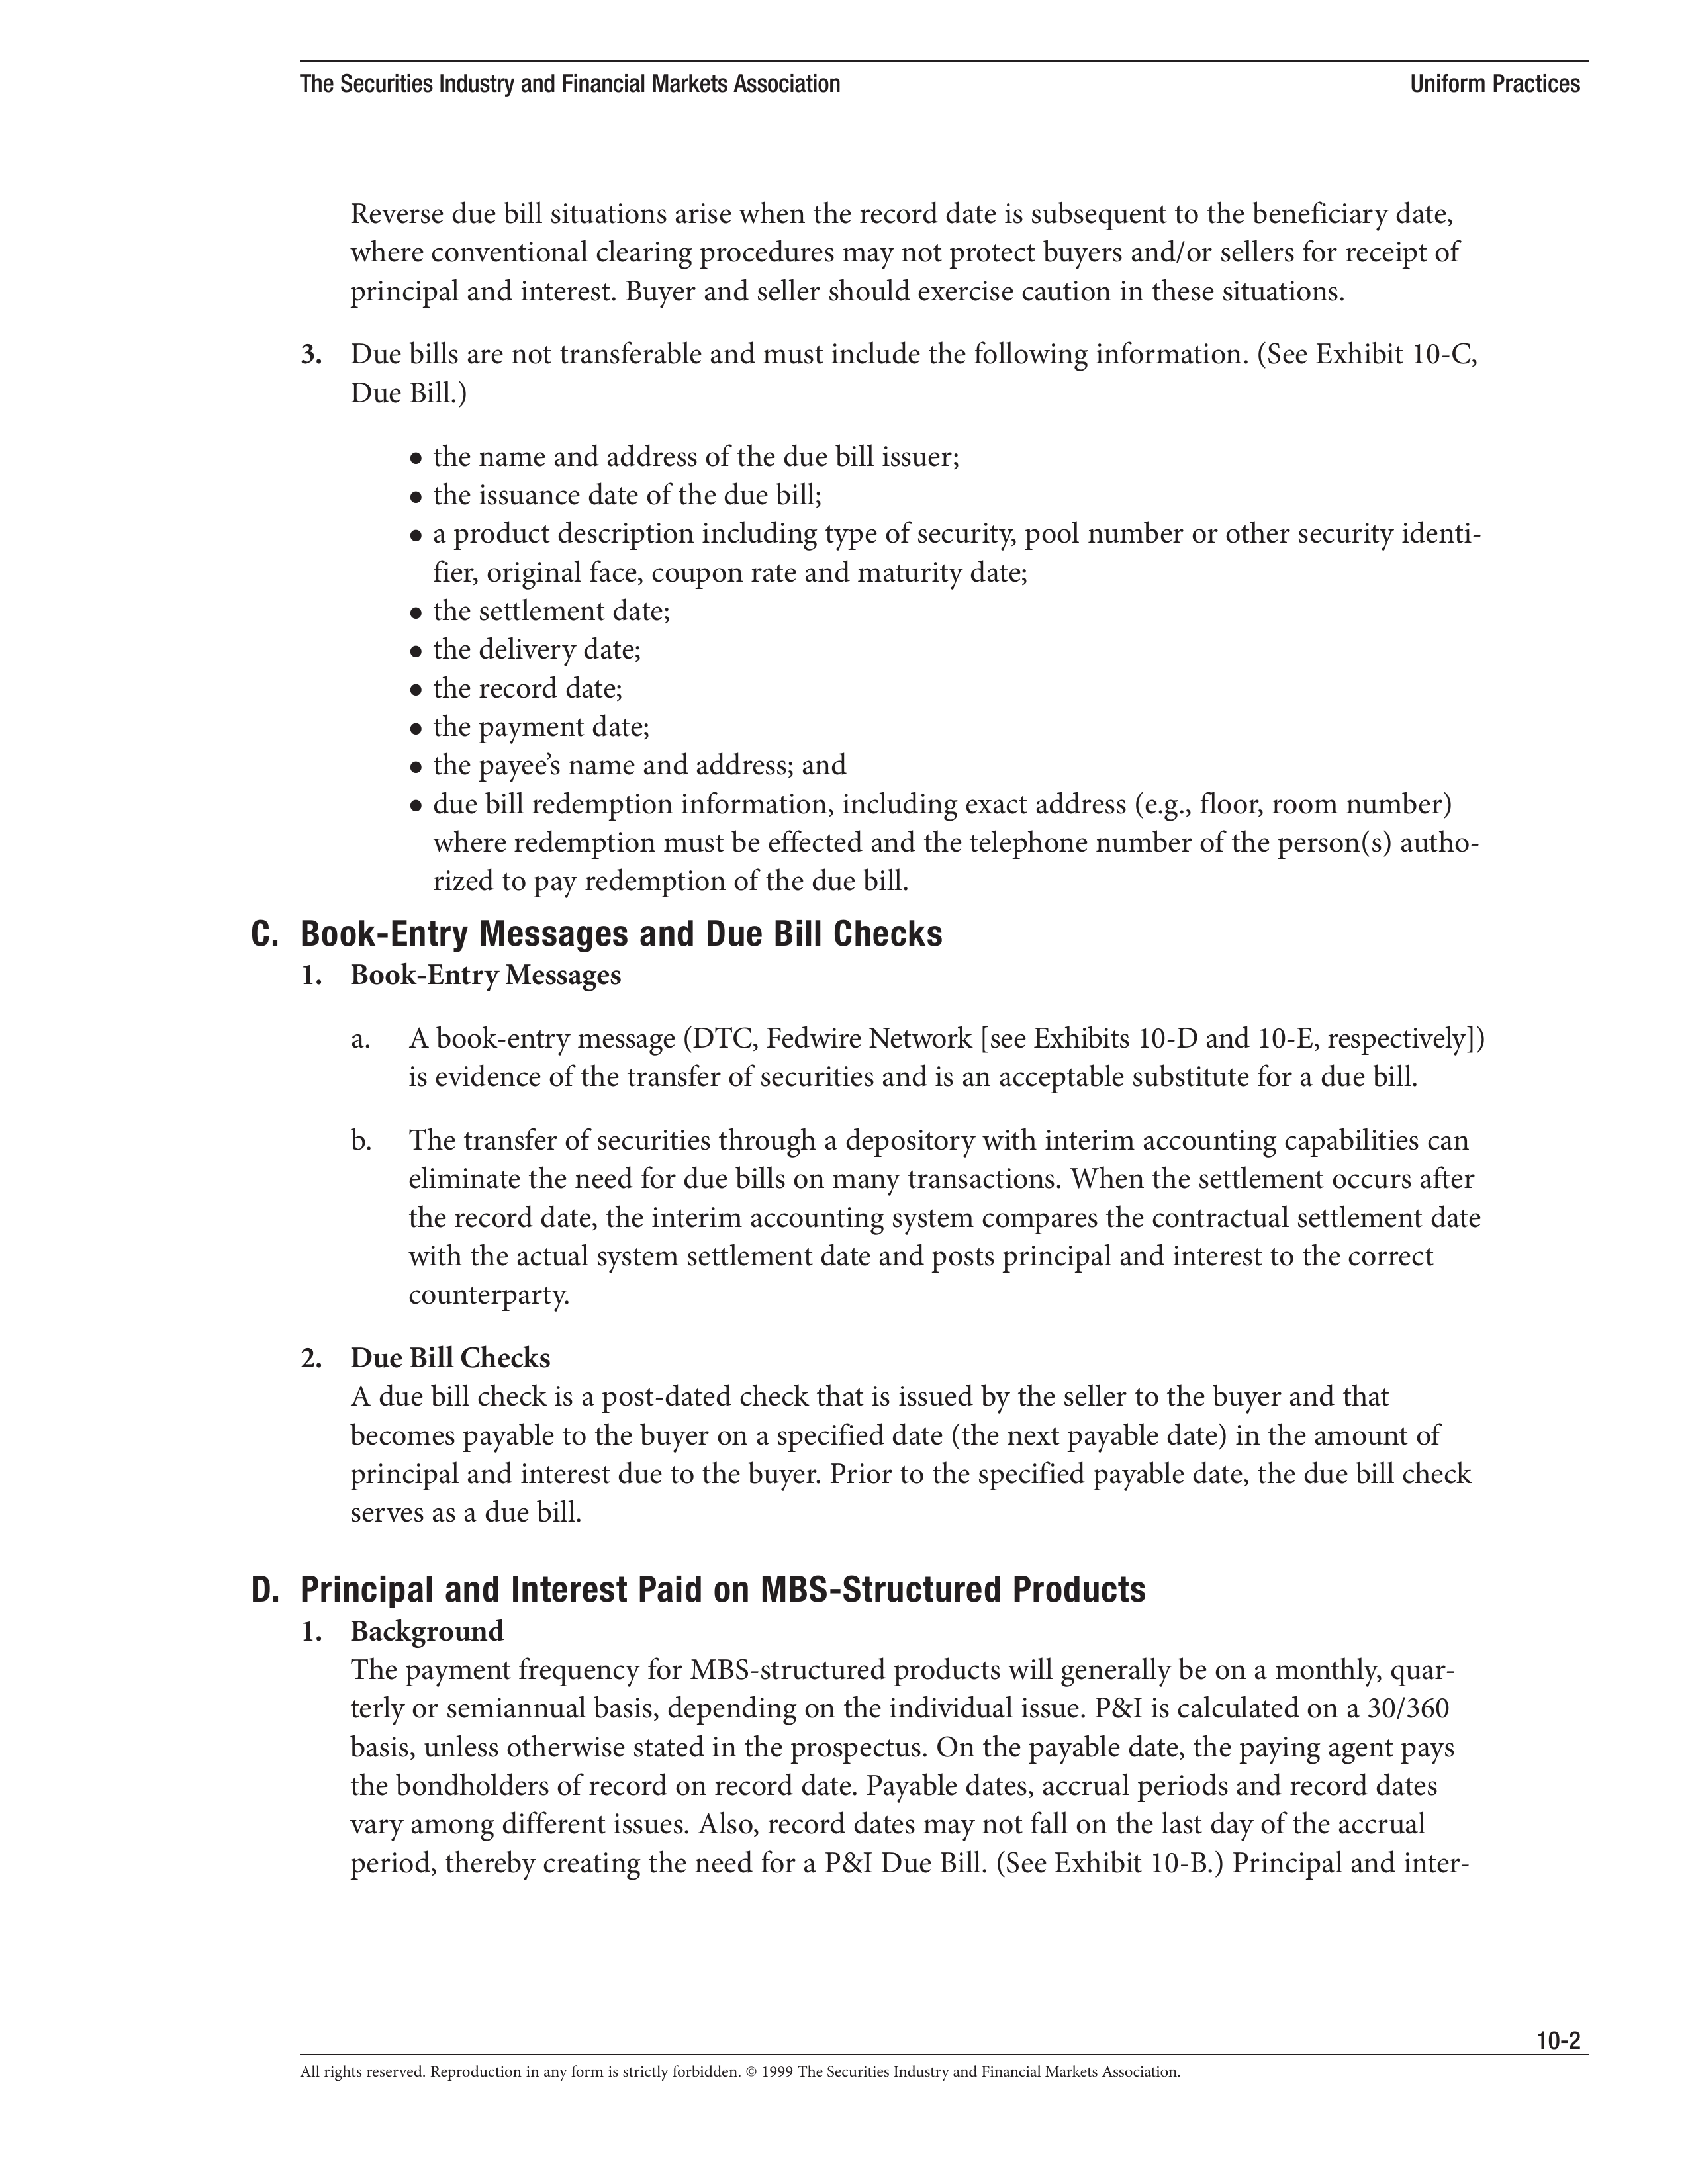 The Securities Industry and Financial Markets Association Uniform Practices
Reverse due bill situations arise when the record date is subsequent to the beneficiary date,
where conventional clearing procedures may not protect buyers and/or sellers for receipt of
principal and interest. Buyer and seller should exercise caution in these situations.
3. Due bills are not transferable and must include the following information. (See Exhibit 10-C,
Due Bill.)
• the name and address of the due bill issuer;
• the issuance date of the due bill;
• a product description including type of security, pool number or other security identi-
fier, original face, coupon rate and maturity date;
• the settlement date;
• the delivery date;
• the record date;
• the payment date;
• the payee’s name and address; and
• due bill redemption information, including exact address (e.g., floor, room number)
where redemption must be effected and the telephone number of the person(s) autho-
rized to pay redemption of the due bill.
C. Book-Entry Messages and Due Bill Checks
1. Book-Entry Messages
a. A book-entry message (DTC, Fedwire Network [see Exhibits 10-D and 10-E, respectively])
is evidence of the transfer of securities and is an acceptable substitute for a due bill.
b. The transfer of securities through a depository with interim accounting capabilities can
eliminate the need for due bills on many transactions. When the settlement occurs after
the record date, the interim accounting system compares the contractual settlement date
with the actual system settlement date and posts principal and interest to the correct
counterparty.
2. Due Bill Checks
A due bill check is a post-dated check that is issued by the seller to the buyer and that
becomes payable to the buyer on a specified date (the next payable date) in the amount of
principal and interest due to the buyer. Prior to the specified payable date, the due bill check
serves as a due bill.
D. Principal and Interest Paid on MBS-Structured Products
1. Background
The payment frequency for MBS-structured products will generally be on a monthly, quar-
terly or semiannual basis, depending on the individual issue. P&I is calculated on a 30/360
basis, unless otherwise stated in the prospectus. On the payable date, the paying agent pays
the bondholders of record on record date. Payable dates, accrual periods and record dates
vary among different issues. Also, record dates may not fall on the last day of the accrual
period, thereby creating the need for a P&I Due Bill. (See Exhibit 10-B.) Principal and inter-
10-2
All rights reserved. Reproduction in any form is strictly forbidden. © 1999 The Securities Industry and Financial Markets Association.